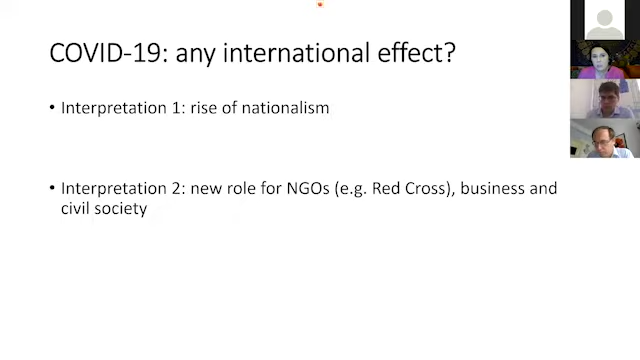 COVID-19: any international effect?
• Interpretation 1: rise of nationalism
• Interpretation 2: new role for NGOs (e.g. Red Cross), business and
civil society